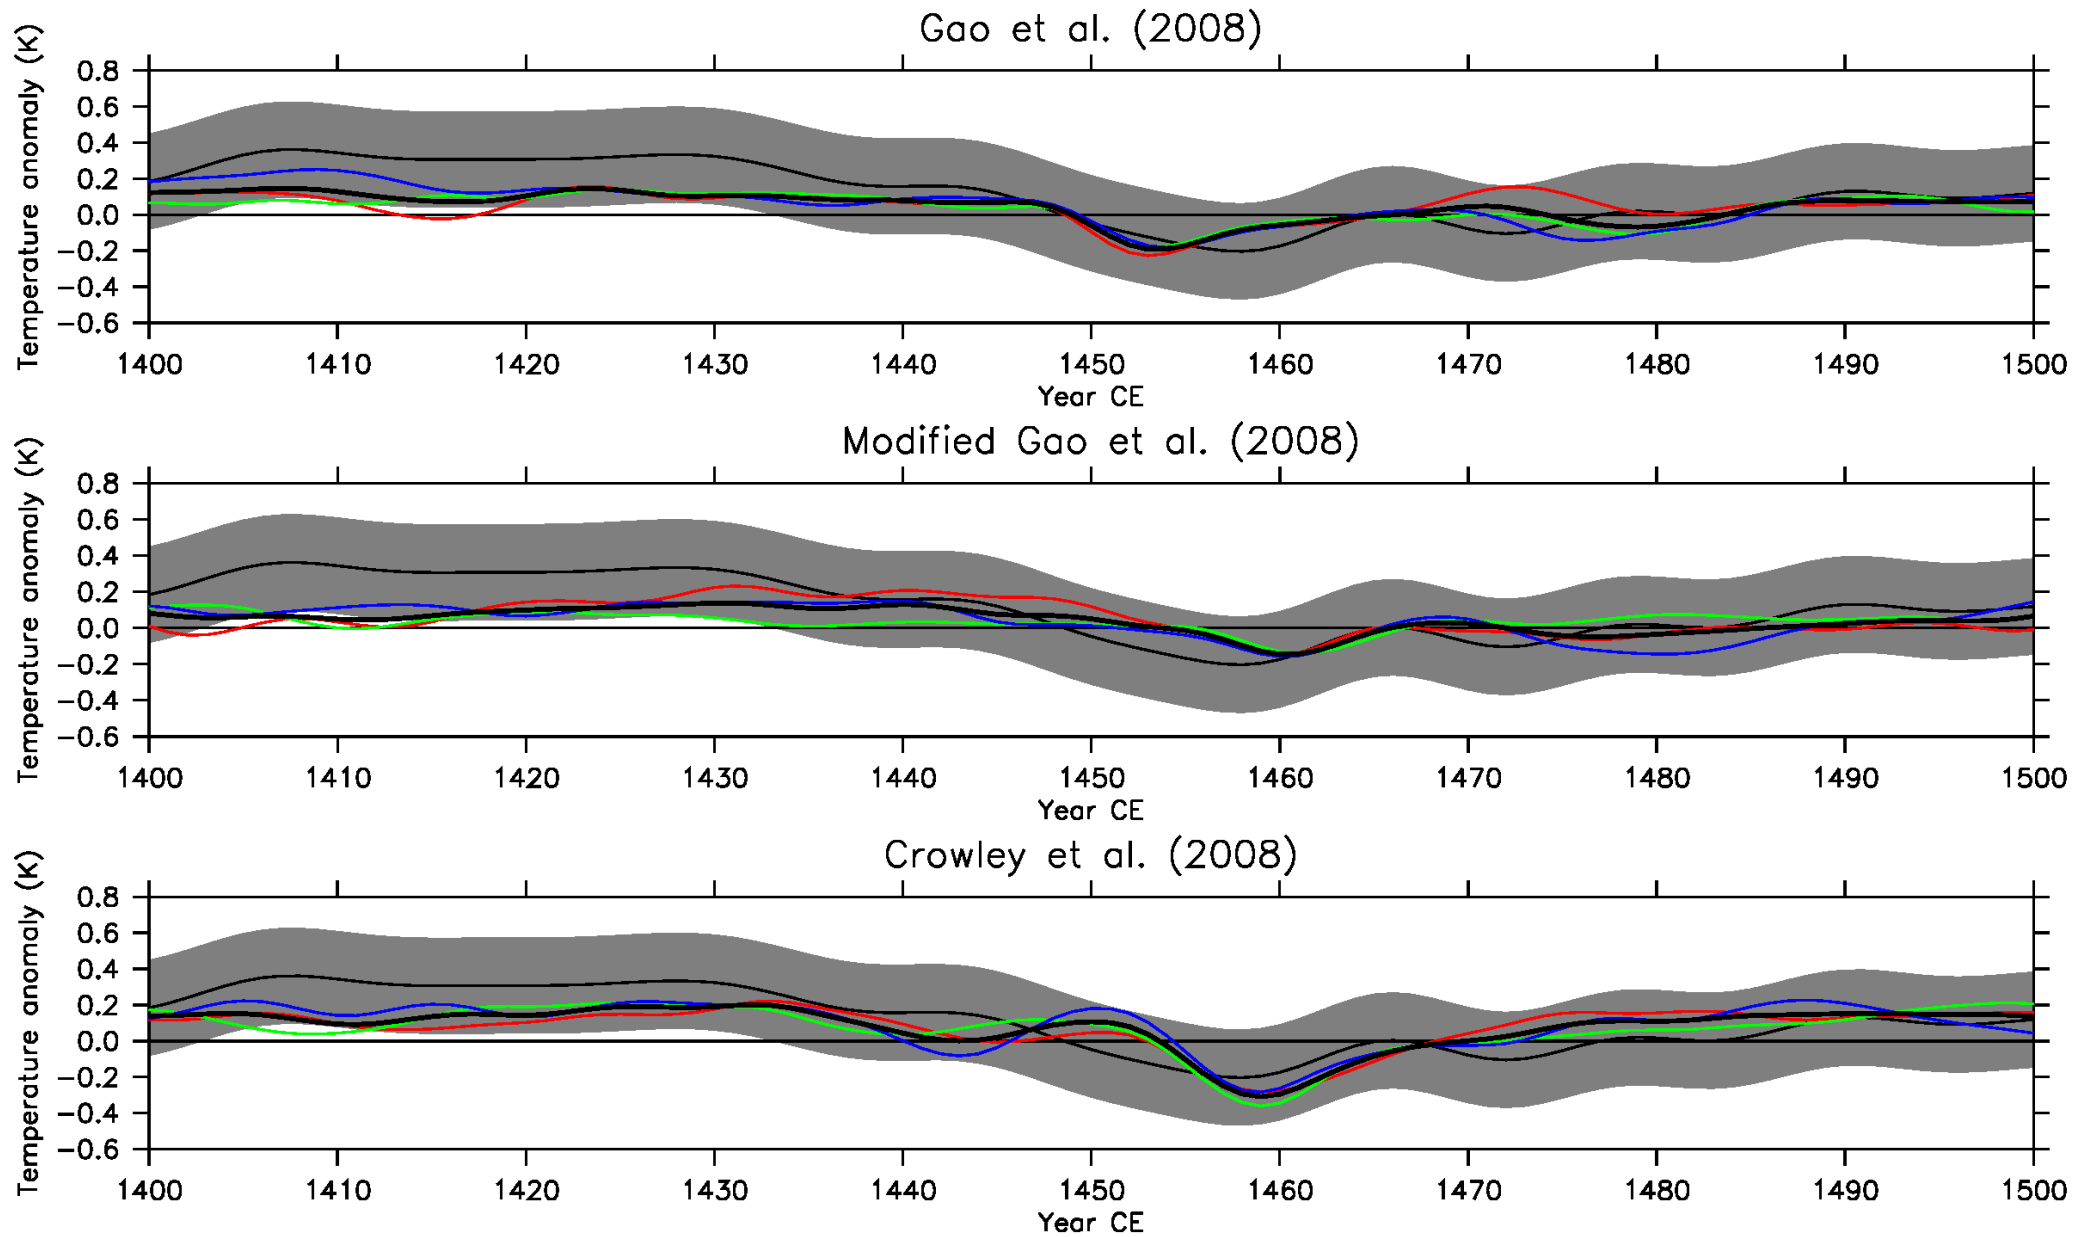 Gao et al. (2008)
Temperature anomaly (K)
0.8
0.6
0.4
0.2
0.0
−0.2
−0.4
−0.6
1400 1410 1420 1430 1440 1450 1460 1470 1480 1490 1500
Year CE
Modified Gao et al. (2008)
Temperature anomaly (K)
0.8
0.6
0.4
0.2
0.0
−0.2
−0.4
−0.6
1400 1410 1420 1430 1440 1450 1460 1470 1480 1490 1500
Year CE
Crowley et al. (2008)
Temperature anomaly (K)
0.8
0.6
0.4
0.2
0.0
−0.2
−0.4
−0.6
1400 1410 1420 1430 1440 1450 1460 1470 1480 1490 1500
Year CE